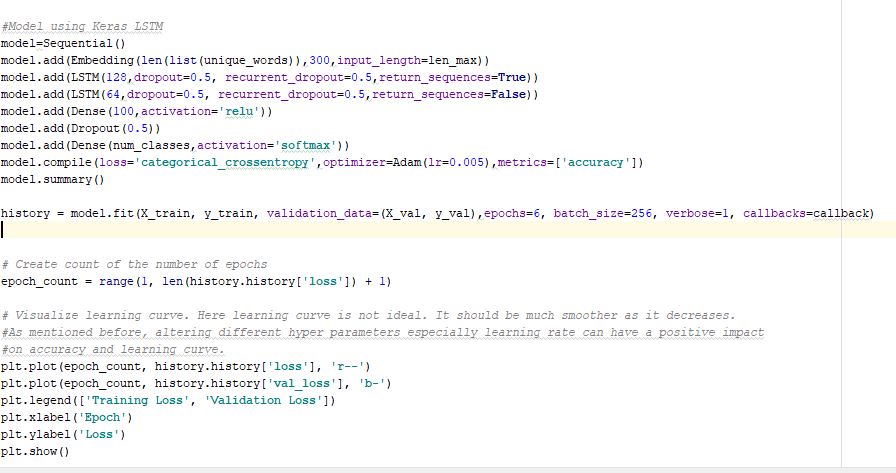 #Model using Keras LSTM
model=Sequential()
model.add(Embedding(len(list(unique_words)),300,input_length=len_max))
model.add(LSTM(128,dropout=0.5, recurrent_dropout=0.5,return_sequences=True))
model.add(LSTM(64,dropout=0.5, recurrent_dropout=0.5,return_sequences=False))
model.add(Dense(100,activation='relu'))
model.add(Dropout(0.5))
model.add(Dense(num_classes,activation='softmax'))
model.compile(loss='categorical_crossentropy',optimizer=Adam(lr=0.005),metrics=['accuracy'])
model.summary()
history = model.fit(X_train, y_train, validation_data=(X_val, y_val),epochs=6, batch_size=256, verbose=1, callbacks=callback)
# Create count of the number of epochs
epoch_count = range(1, len(history.history['loss']) + 1)
# Visualize learning curve. Here learning curve is not ideal. It should be much smoother as it decreases.
#As mentioned before, altering different hyper parameters especially learning rate can have a positive impact
#on accuracy and learning curve.
plt.plot(epoch_count, history.history['loss'], 'r--')
plt.plot(epoch_count, history.history['val_loss'], 'b-')
plt.legend(['Training Loss', 'Validation Loss'])
plt.xlabel('Epoch')
plt.ylabel('Loss')
plt.show()